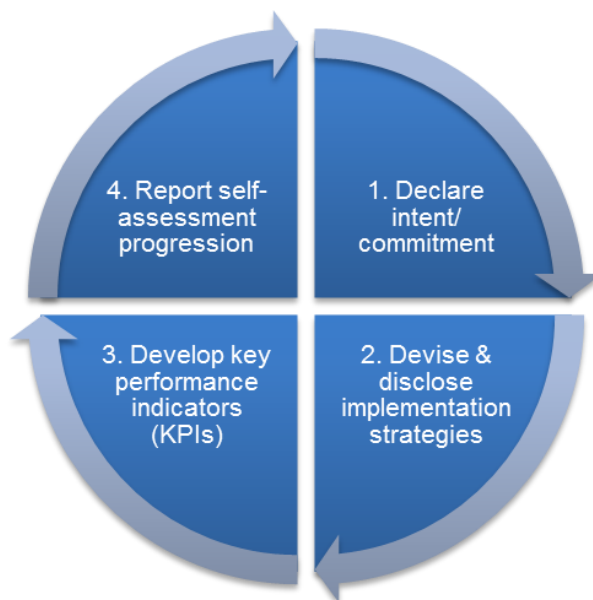 1. Declare
intent/
commitment
2. Devise &
disclose
implementation
strategies
3. Develop key
performance
indicators
(KPIs)
4. Report self-
assessment
progression